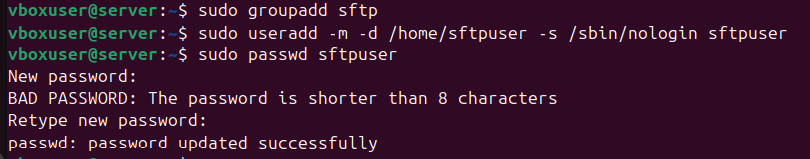 vboxuser@server:~$ sudo groupadd sftp
vboxuser@server:~$ sudo useradd -m -d /home/sftpuser -s /sbin/nologin sftpuser
vboxuser@server:~$ sudo passwd sftpuser
New password:
BAD PASSWORD: The password is shorter than 8 characters
Retype new password:
passwd: password updated successfully